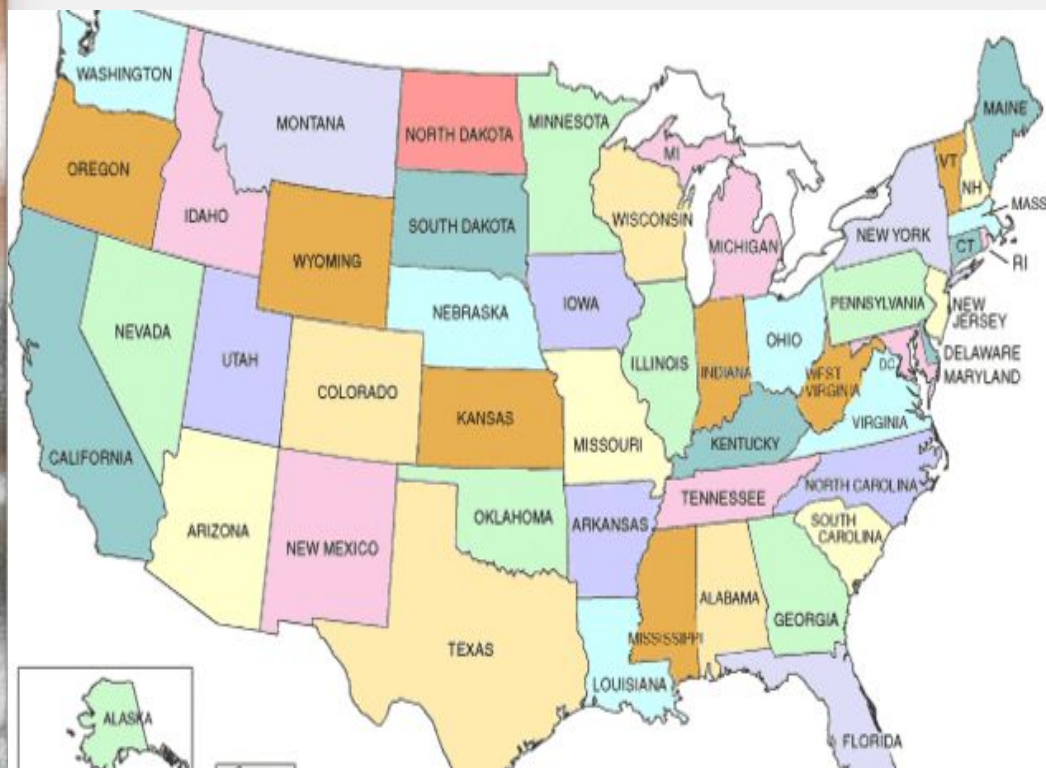 WASHINGTON
MONTANA
NORTH DAKOTA
MINNESOTA
MAINE
OREGON
IDAHO
MI
VT
NH
MASS
SOUTH DAKOTA
WISCONSIN
MICHIGAN
NEW YORK
CT
RI
WYOMING
NEBRASKA
IOWA
PENNSYLVANIA
NEW
JERSEY
NEVADA
UTAH
ILLINOIS
INDIANA
OHIO
WEST
VIRGINIA
DC
DELAWARE
MARYLAND
COLORADO
KANSAS
MISSOURI
KENTUCKY
VIRGINIA
CALIFORNIA
ARIZONA
NEW MEXICO
OKLAHOMA
ARKANSAS
TENNESSEE
NORTH CAROLINA
SOUTH
CAROLINA
TEXAS
MISSISSIPPI
ALABAMA
GEORGIA
LOUISIANA
ALASKA
FLORIDA